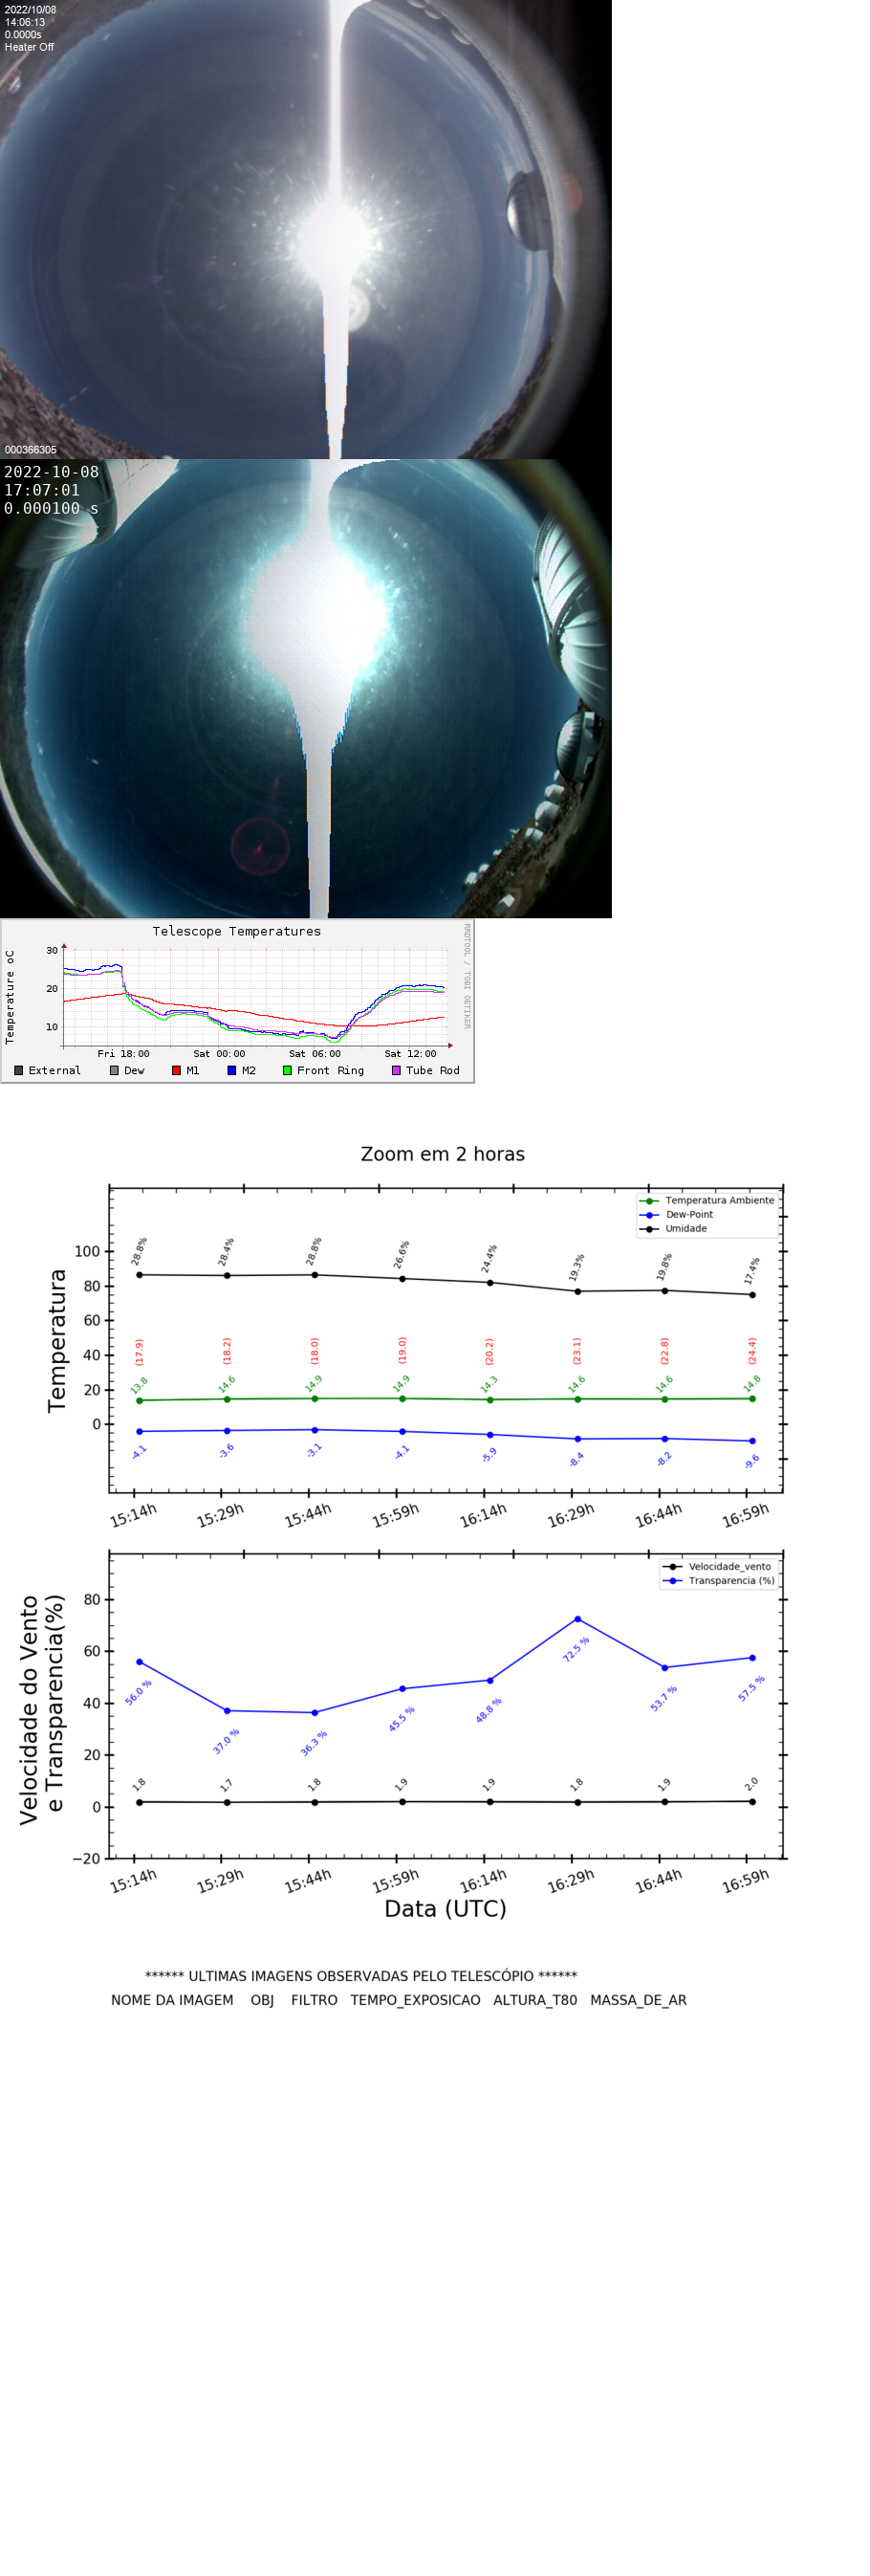 2022/10/08
14:06:13
0.0000s
Heater Off
000366305
2022-10-08
17:07:01
0.000100 s
Telescope Temperatures
Temperature oC
30
20
10
Fri 18:00 Sat 00:00 Sat 06:00 Sat 12:00
External Dew M1 M2 Front Ring Tube Rod
RRDTOOL / TOBI OETIKER
Zoom em 2 horas
Temperatura
Temperatura Ambiente
Dew-Point
Umidade
100
80
60
40
20
0
28.8% 28.4% 28.8% 26.6% 24.4% 19.3% 19.8% 17.4%
(17.9) (18.2) (18.0) (19.0) (20.2) (23.1) (22.8) (24.4)
13.8 14.6 14.9 14.9 14.3 14.6 14.6 14.8
-4.1 -3.6 -3.1 -4.1 -5.9 -8.4 -8.2 -9.6
15:14h 15:29h 15:44h 15:59h 16:14h 16:29h 16:44h 16:59h
Velocidade do Vento
e Transparencia(%)
Velocidade_vento
Transparencia (%)
80
60
40
20
0
−20
56.0 % 37.0 % 36.3 % 45.5 % 48.8 % 72.5 % 53.7 % 57.5 %
1.8 1.7 1.8 1.9 1.9 1.8 1.9 2.0
15:14h 15:29h 15:44h 15:59h 16:14h 16:29h 16:44h 16:59h
Data (UTC)
****** ULTIMAS IMAGENS OBSERVADAS PELO TELESCÓPIO ******
NOME DA IMAGEM OBJ FILTRO TEMPO_EXPOSICAO ALTURA_T80 MASSA_DE_AR